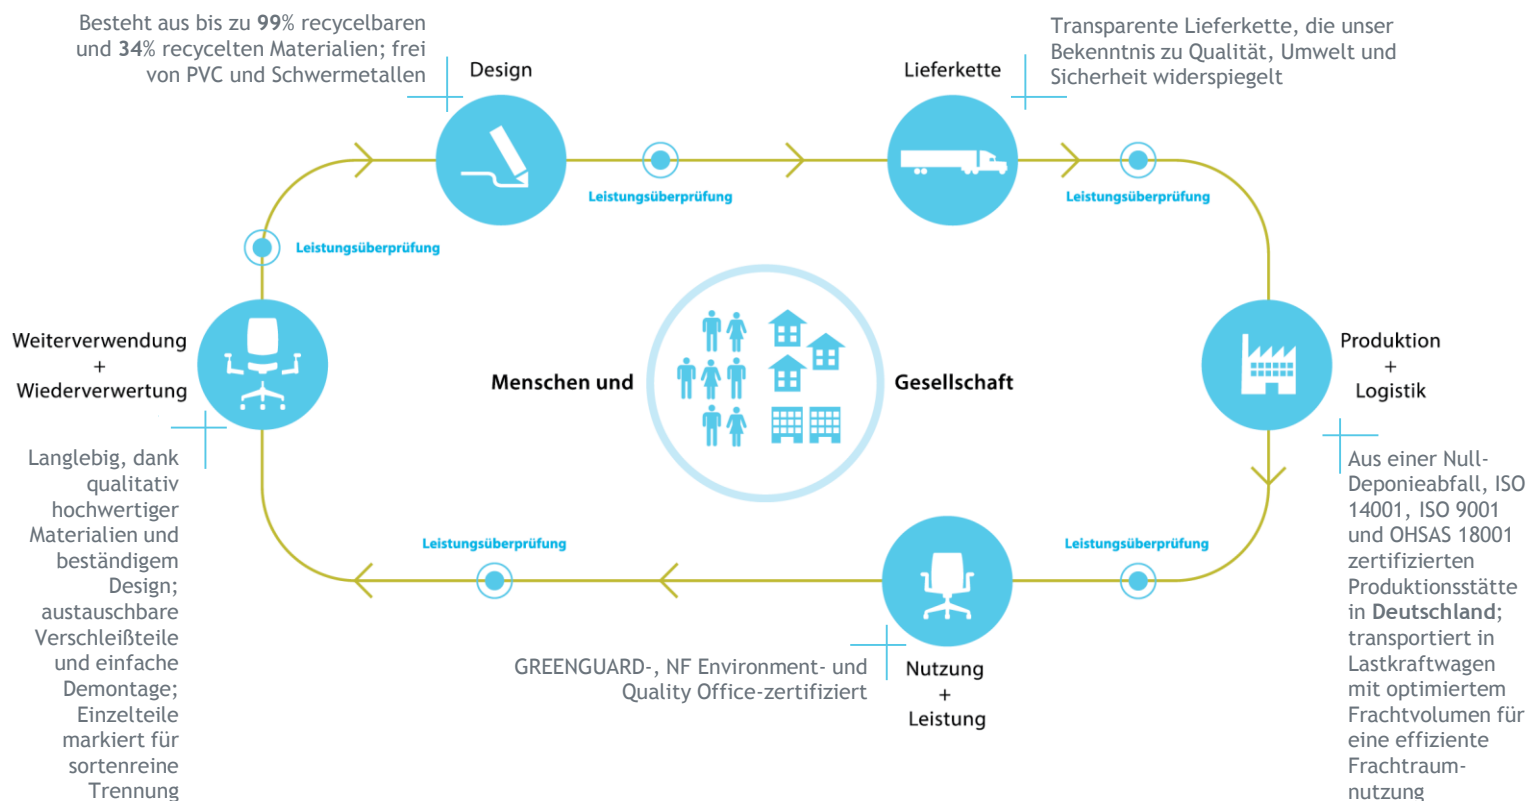 Besteht aus bis zu 99% recycelbaren
und 34% recycelten Materialien; frei
von PVC und Schwermetallen
Design
Lieferkette
Transparente Lieferkette, die unser
Bekenntnis zu Qualität, Umwelt und
Sicherheit widerspiegelt
Leistungsüberprüfung
Leistungsüberprüfung
Leistungsüberprüfung
Weiterverwendung
+
Wiederverwertung
Menschen und
Gesellschaft
Produktion
+
Logistik
Langlebig, dank
qualitativ
hochwertiger
Materialien und
beständigem
Design;
austauschbare
Verschleißteile
und einfache
Demontage;
Einzelteile
markiert für
sortenreine
Trennung
Aus einer Null-
Deponieabfall, ISO
14001, ISO 9001
und OHSAS 18001
zertifizierten
Produktionsstätte
in Deutschland;
transportiert in
Lastkraftwagen
mit optimiertem
Frachtvolumen für
eine effiziente
Frachtraum-
nutzung
Leistungsüberprüfung
Leistungsüberprüfung
GREENGUARD-, NF Environment- und
Quality Office-zertifiziert
Nutzung
+
Leistung